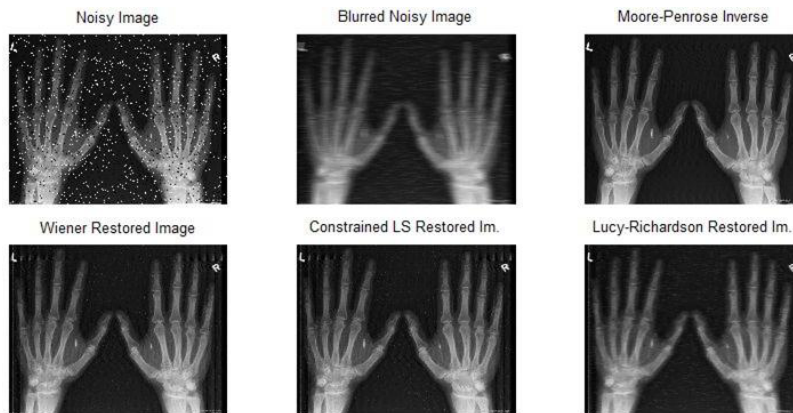 Noisy Image
Blurred Noisy Image
Moore-Penrose Inverse
L
R
L
Wiener Restored Image
Constrained LS Restored Im.
Lucy-Richardson Restored Im.
L
R
L
R
L
R